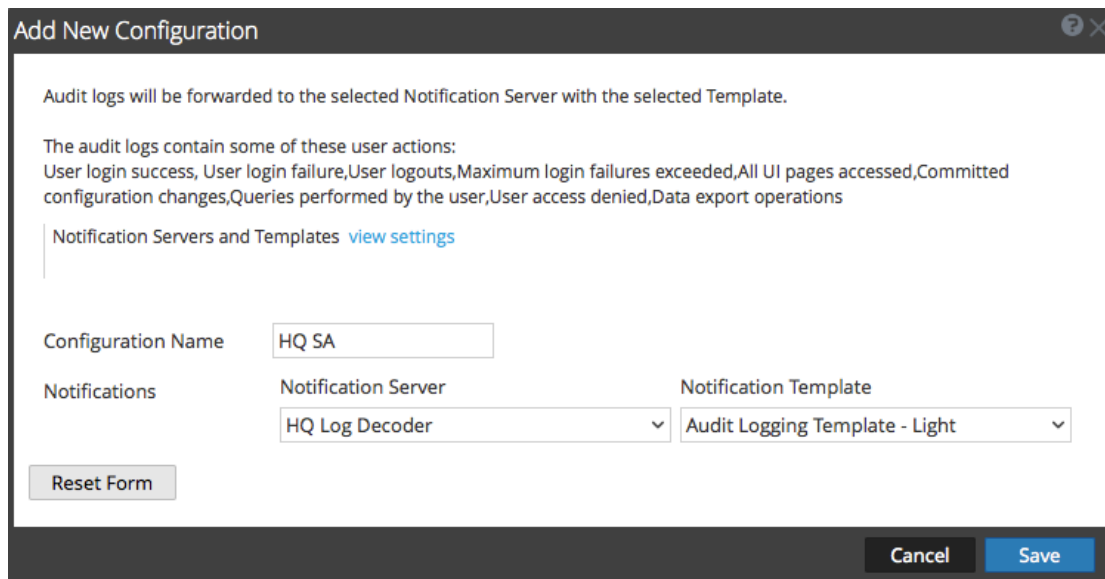 Add New Configuration
Audit logs will be forwarded to the selected Notification Server with the selected Template.
The audit logs contain some of these user actions:
User login success, User login failure,User logouts,Maximum login failures exceeded,All UI pages accessed,Committed
configuration changes,Queries performed by the user,User access denied,Data export operations
Notification Servers and Templates view settings
Configuration Name HQ SA
Notifications Notification Server Notification Template
HQ Log Decoder Audit Logging Template - Light
Reset Form
Cancel Save